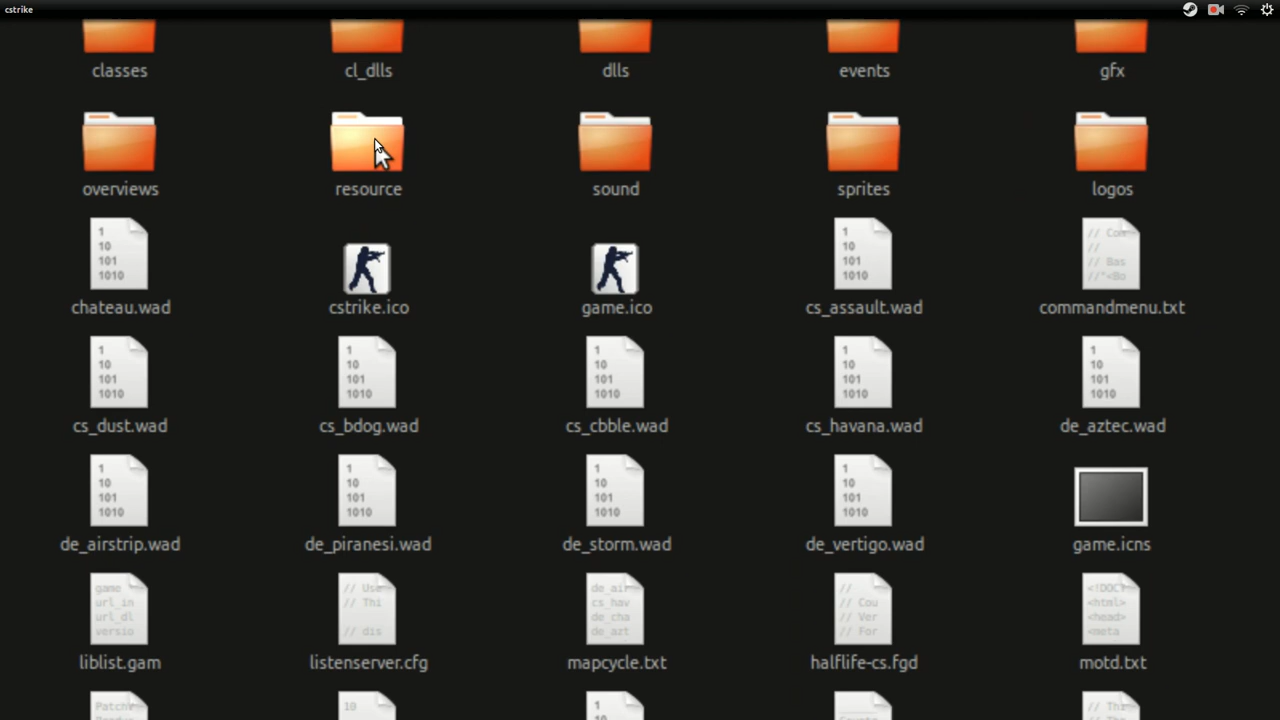 cstrike
classes cl_dlls dlls events gfx
overviews resource sound sprites logos
chateau.wad cstrike.ico game.ico cs_assault.wad commandmenu.txt
cs_dust.wad cs_bdog.wad cs_cbble.wad cs_havana.wad de_aztec.wad
de_airstrip.wad de_piranesi.wad de_storm.wad de_vertigo.wad game.icns
liblist.gam listenserver.cfg mapcycle.txt halflife-cs.fgd motd.txt